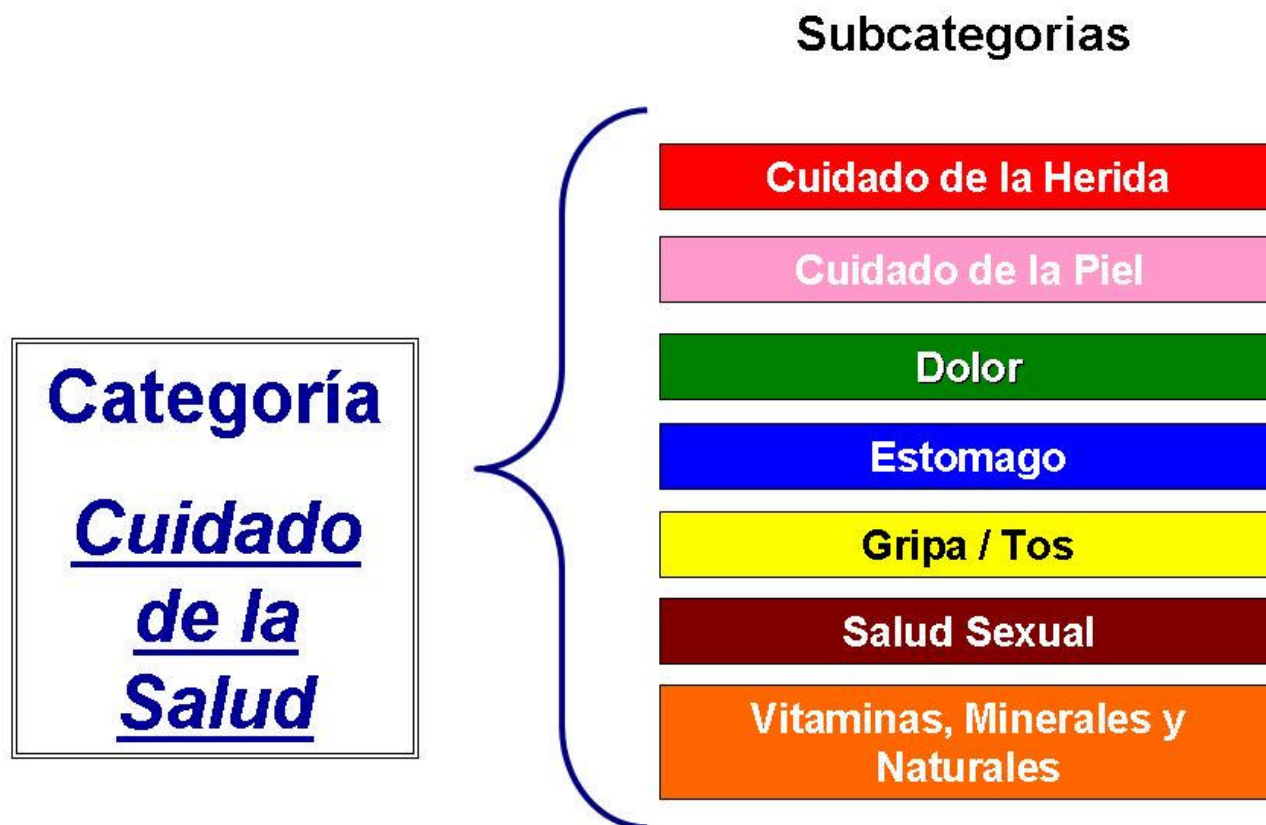 Subcategorias
Categoría
Cuidado
de la
Salud
Cuidado de la Herida
Cuidado de la Piel
Dolor
Estomago
Gripa / Tos
Salud Sexual
Vitaminas, Minerales y
Naturales